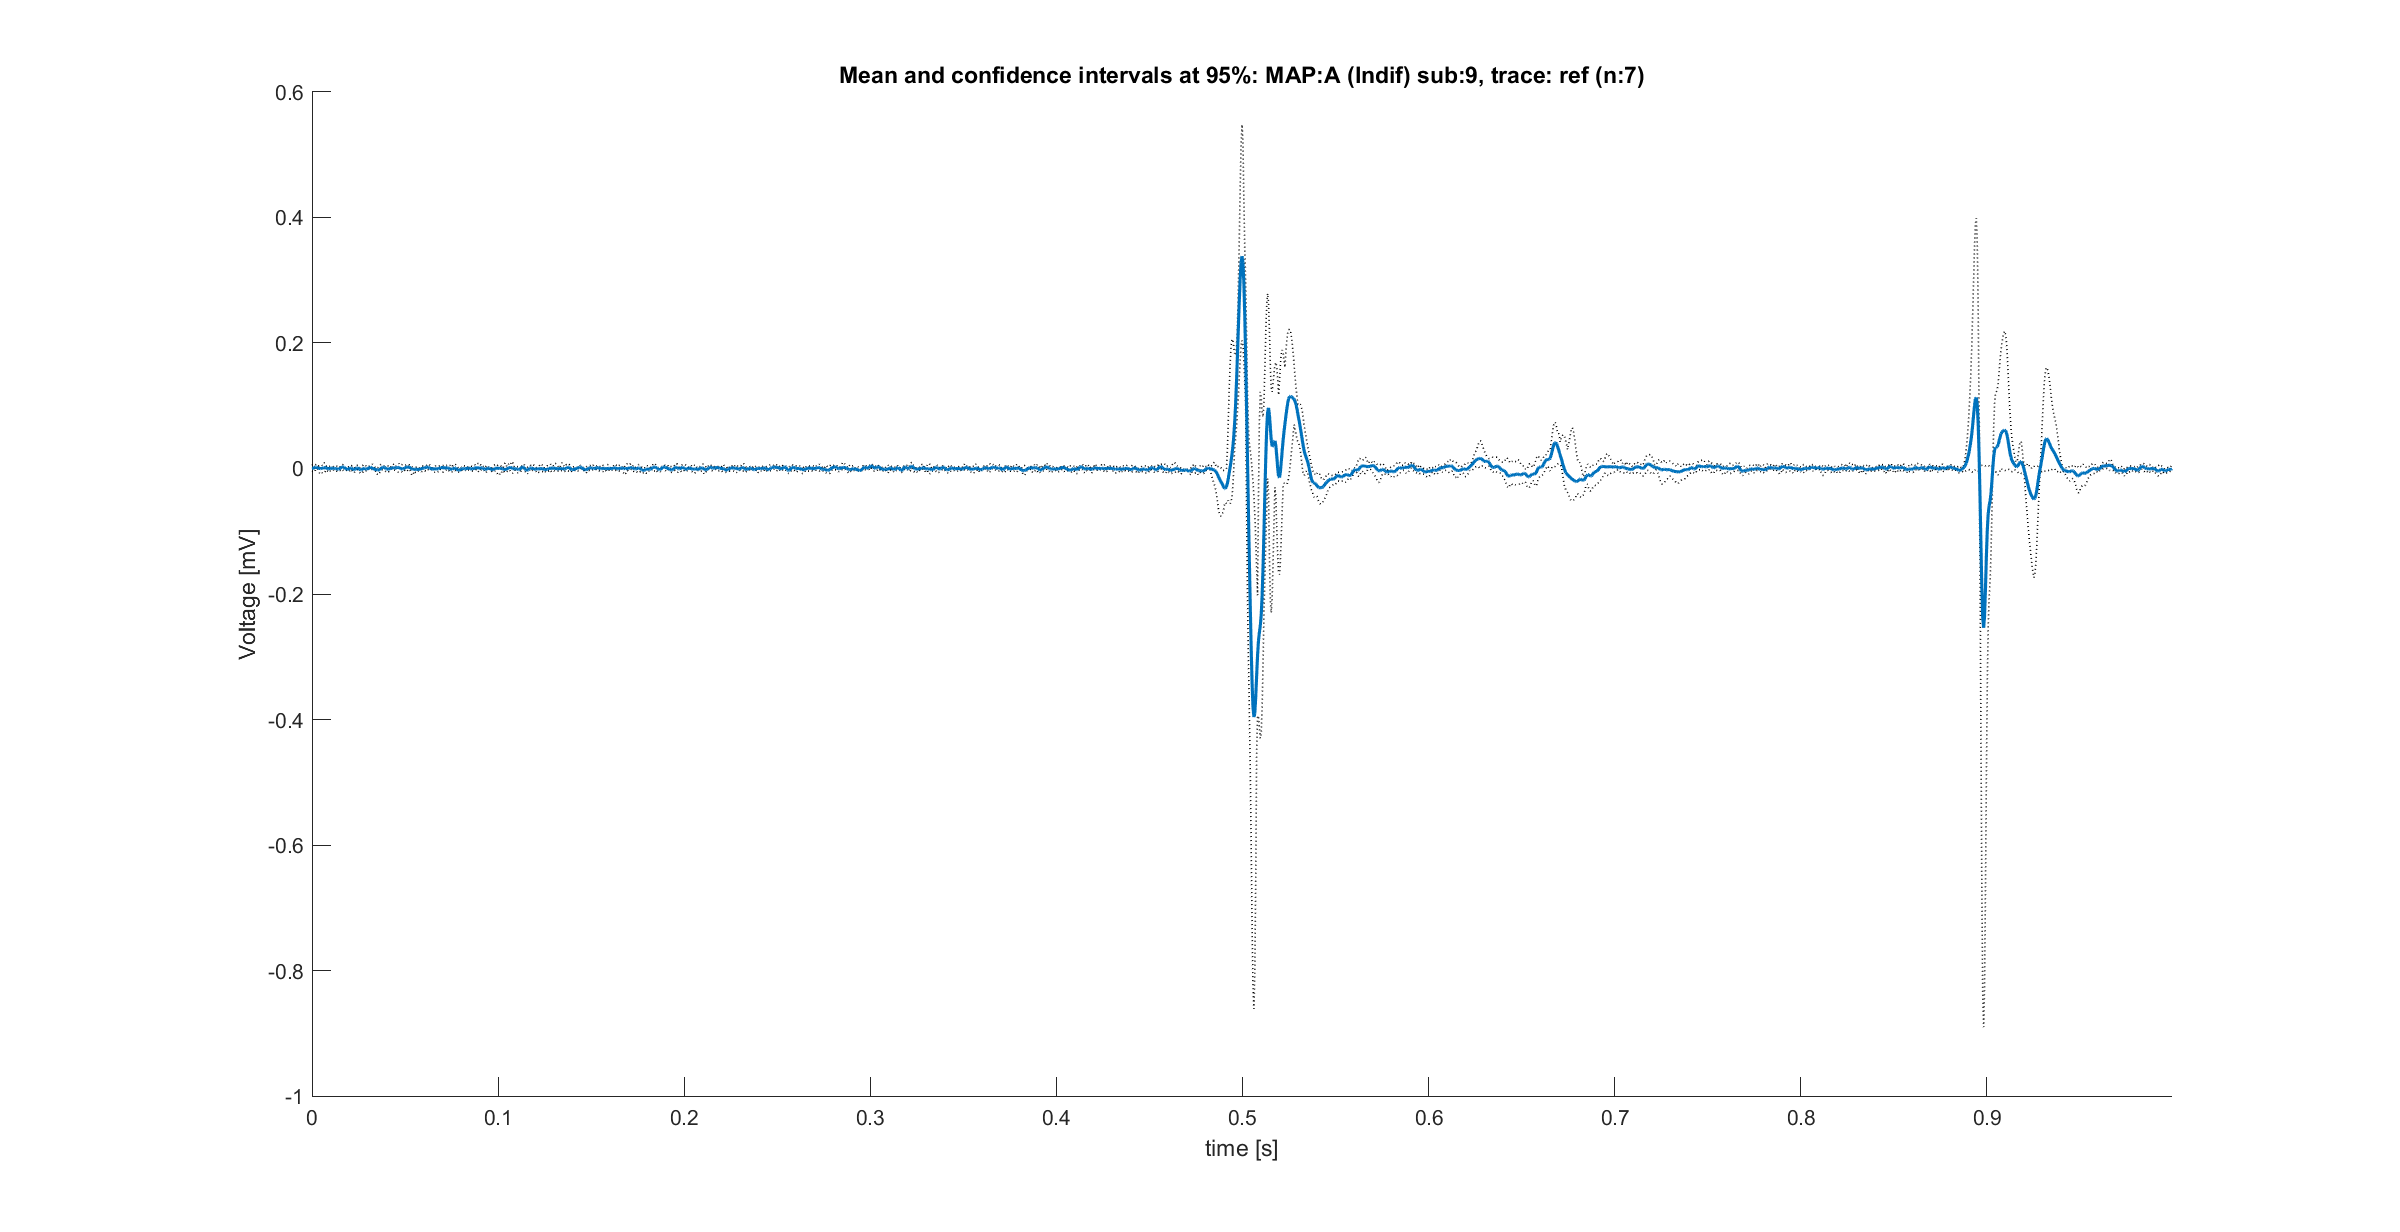 Mean and confidence intervals at 95%: MAP:A (Indif) sub:9, trace: ref (n:7)
0.6
0.4
0.2
0
-0.2
-0.4
-0.6
-0.8
-1
Voltage [mV]
0 0.1 0.2 0.3 0.4 0.5 0.6 0.7 0.8 0.9
time [s]